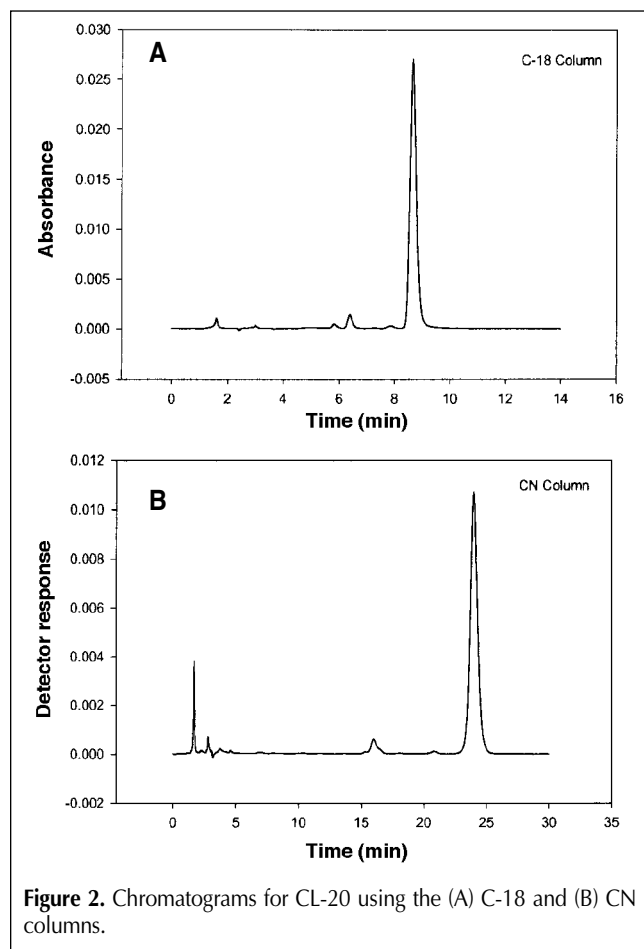 0.030
A
C-18 Column
0.025
0.020
0.015
0.010
0.005
0.000
-0.005
Absorbance
0 2 4 6 8 10 12 14 16
Time (min)
0.012
B
CN Column
0.010
0.008
0.006
0.004
0.002
0.000
-0.002
Detector response
0 5 10 15 20 25 30 35
Time (min)
Figure 2. Chromatograms for CL-20 using the (A) C-18 and (B) CN
columns.